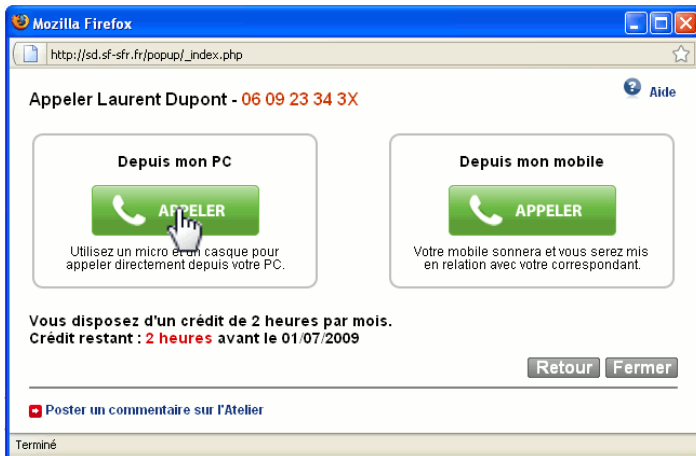 Mozilla Firefox
http://sd.sf-sfr.fr/popup/_index.php
Appeler Laurent Dupont - 06 09 23 34 3X
Aide
Depuis mon PC
APPELER
Utilisez un micro et un casque pour
appeler directement depuis votre PC.
Depuis mon mobile
APPELER
Votre mobile sonnera et vous serez mis
en relation avec votre correspondant.
Vous disposez d'un crédit de 2 heures par mois.
Crédit restant : 2 heures avant le 01/07/2009
Retour Fermer
Poster un commentaire sur l'Atelier
Terminé